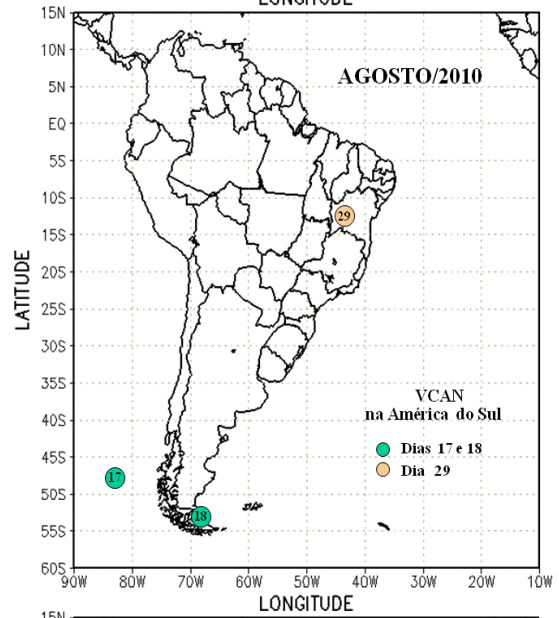 LONGITUDE
15N
AGOSTO/2010
10N
5N
EQ
5S
10S
29
15S
20S
LATITUDE
25S
30S
35S
VCAN
na América do Sul
40S
Dias 17 e 18
45S
Dia 29
17
50S
18
55S
60S
90W 80W 70W 60W 50W 40W 30W 20W 10W
LONGITUDE
15N